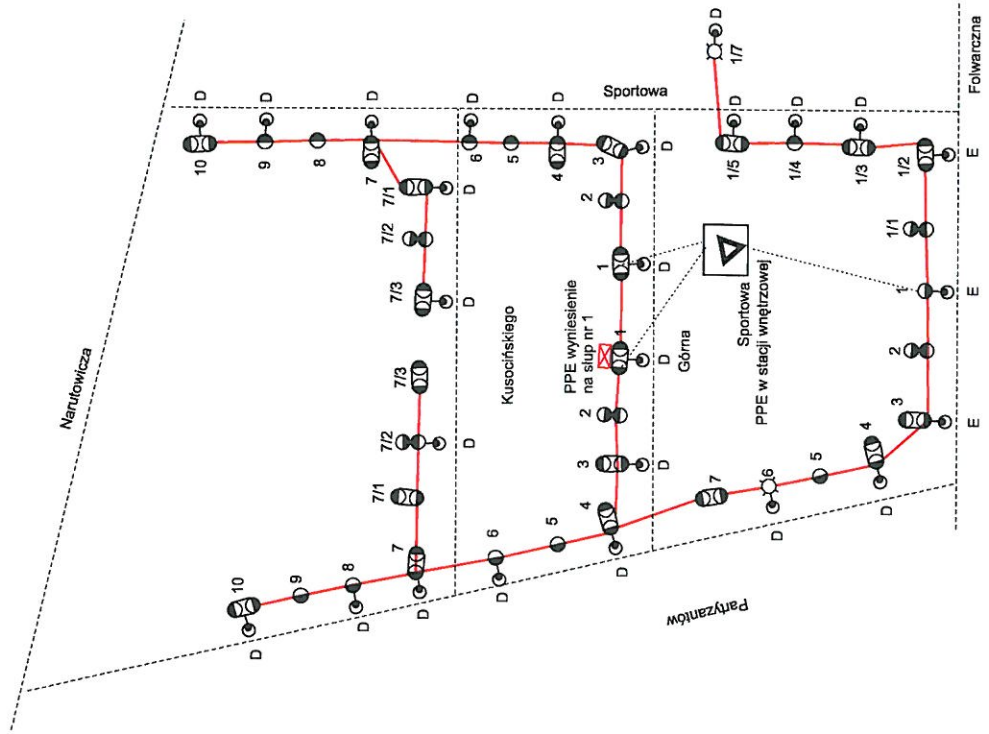 Narutowicza
Sportowa
Folwarczna
Kusocińskiego
Górna
Partyzantów
PPE wyniesienie
na słup nr 1
Sportowa
PPE w stacji wnętrzowej
10
D
9
D
8
7
D
7/1
D
7/2
7/3
D
6
D
5
4
D
3
D
2
1
D
1
D
2
3
D
4
D
5
6
D
7
D
7/1
7/2
D
7/3
8
D
9
10
D
1/7
D
1/5
D
1/4
D
1/3
D
1/2
E
1/1
1
E
2
3
E
4
D
5
6
D
7